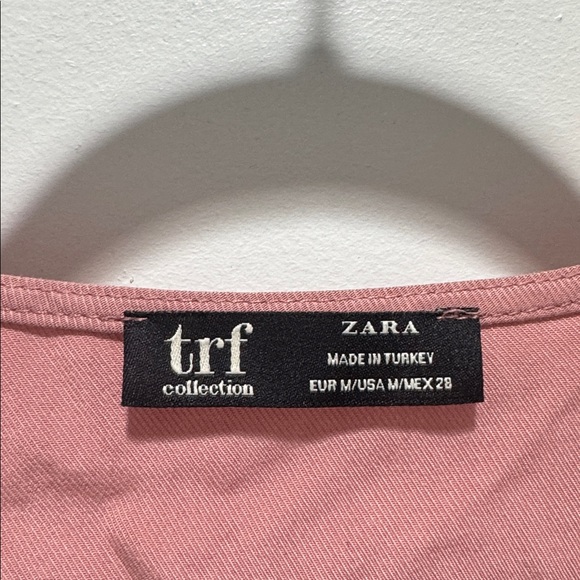 trf
collection
ZARA
MADE IN TURKEY
EUR M/USA M/MEX 28